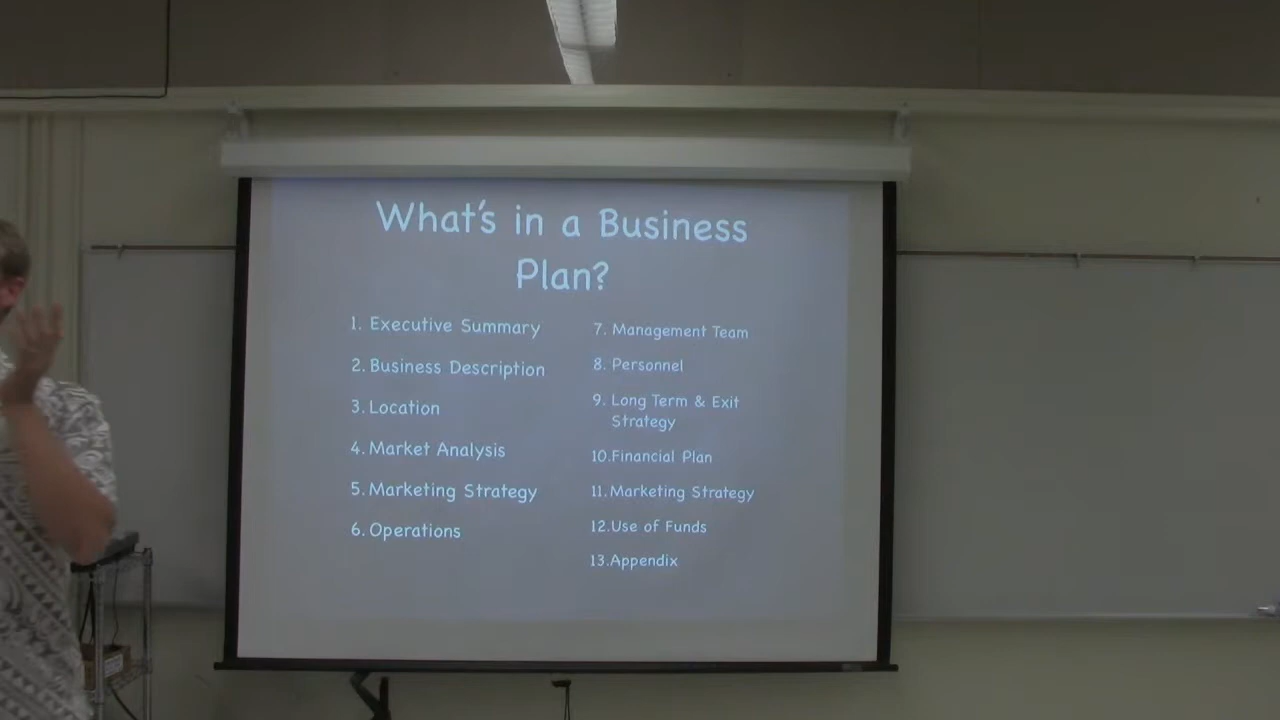 What's in a Business
Plan?
1. Executive Summary
2. Business Description
3. Location
4. Market Analysis
5. Marketing Strategy
6. Operations
7. Management Team
8. Personnel
9. Long Term & Exit
Strategy
10.Financial Plan
11. Marketing Strategy
12.Use of Funds
13.Appendix